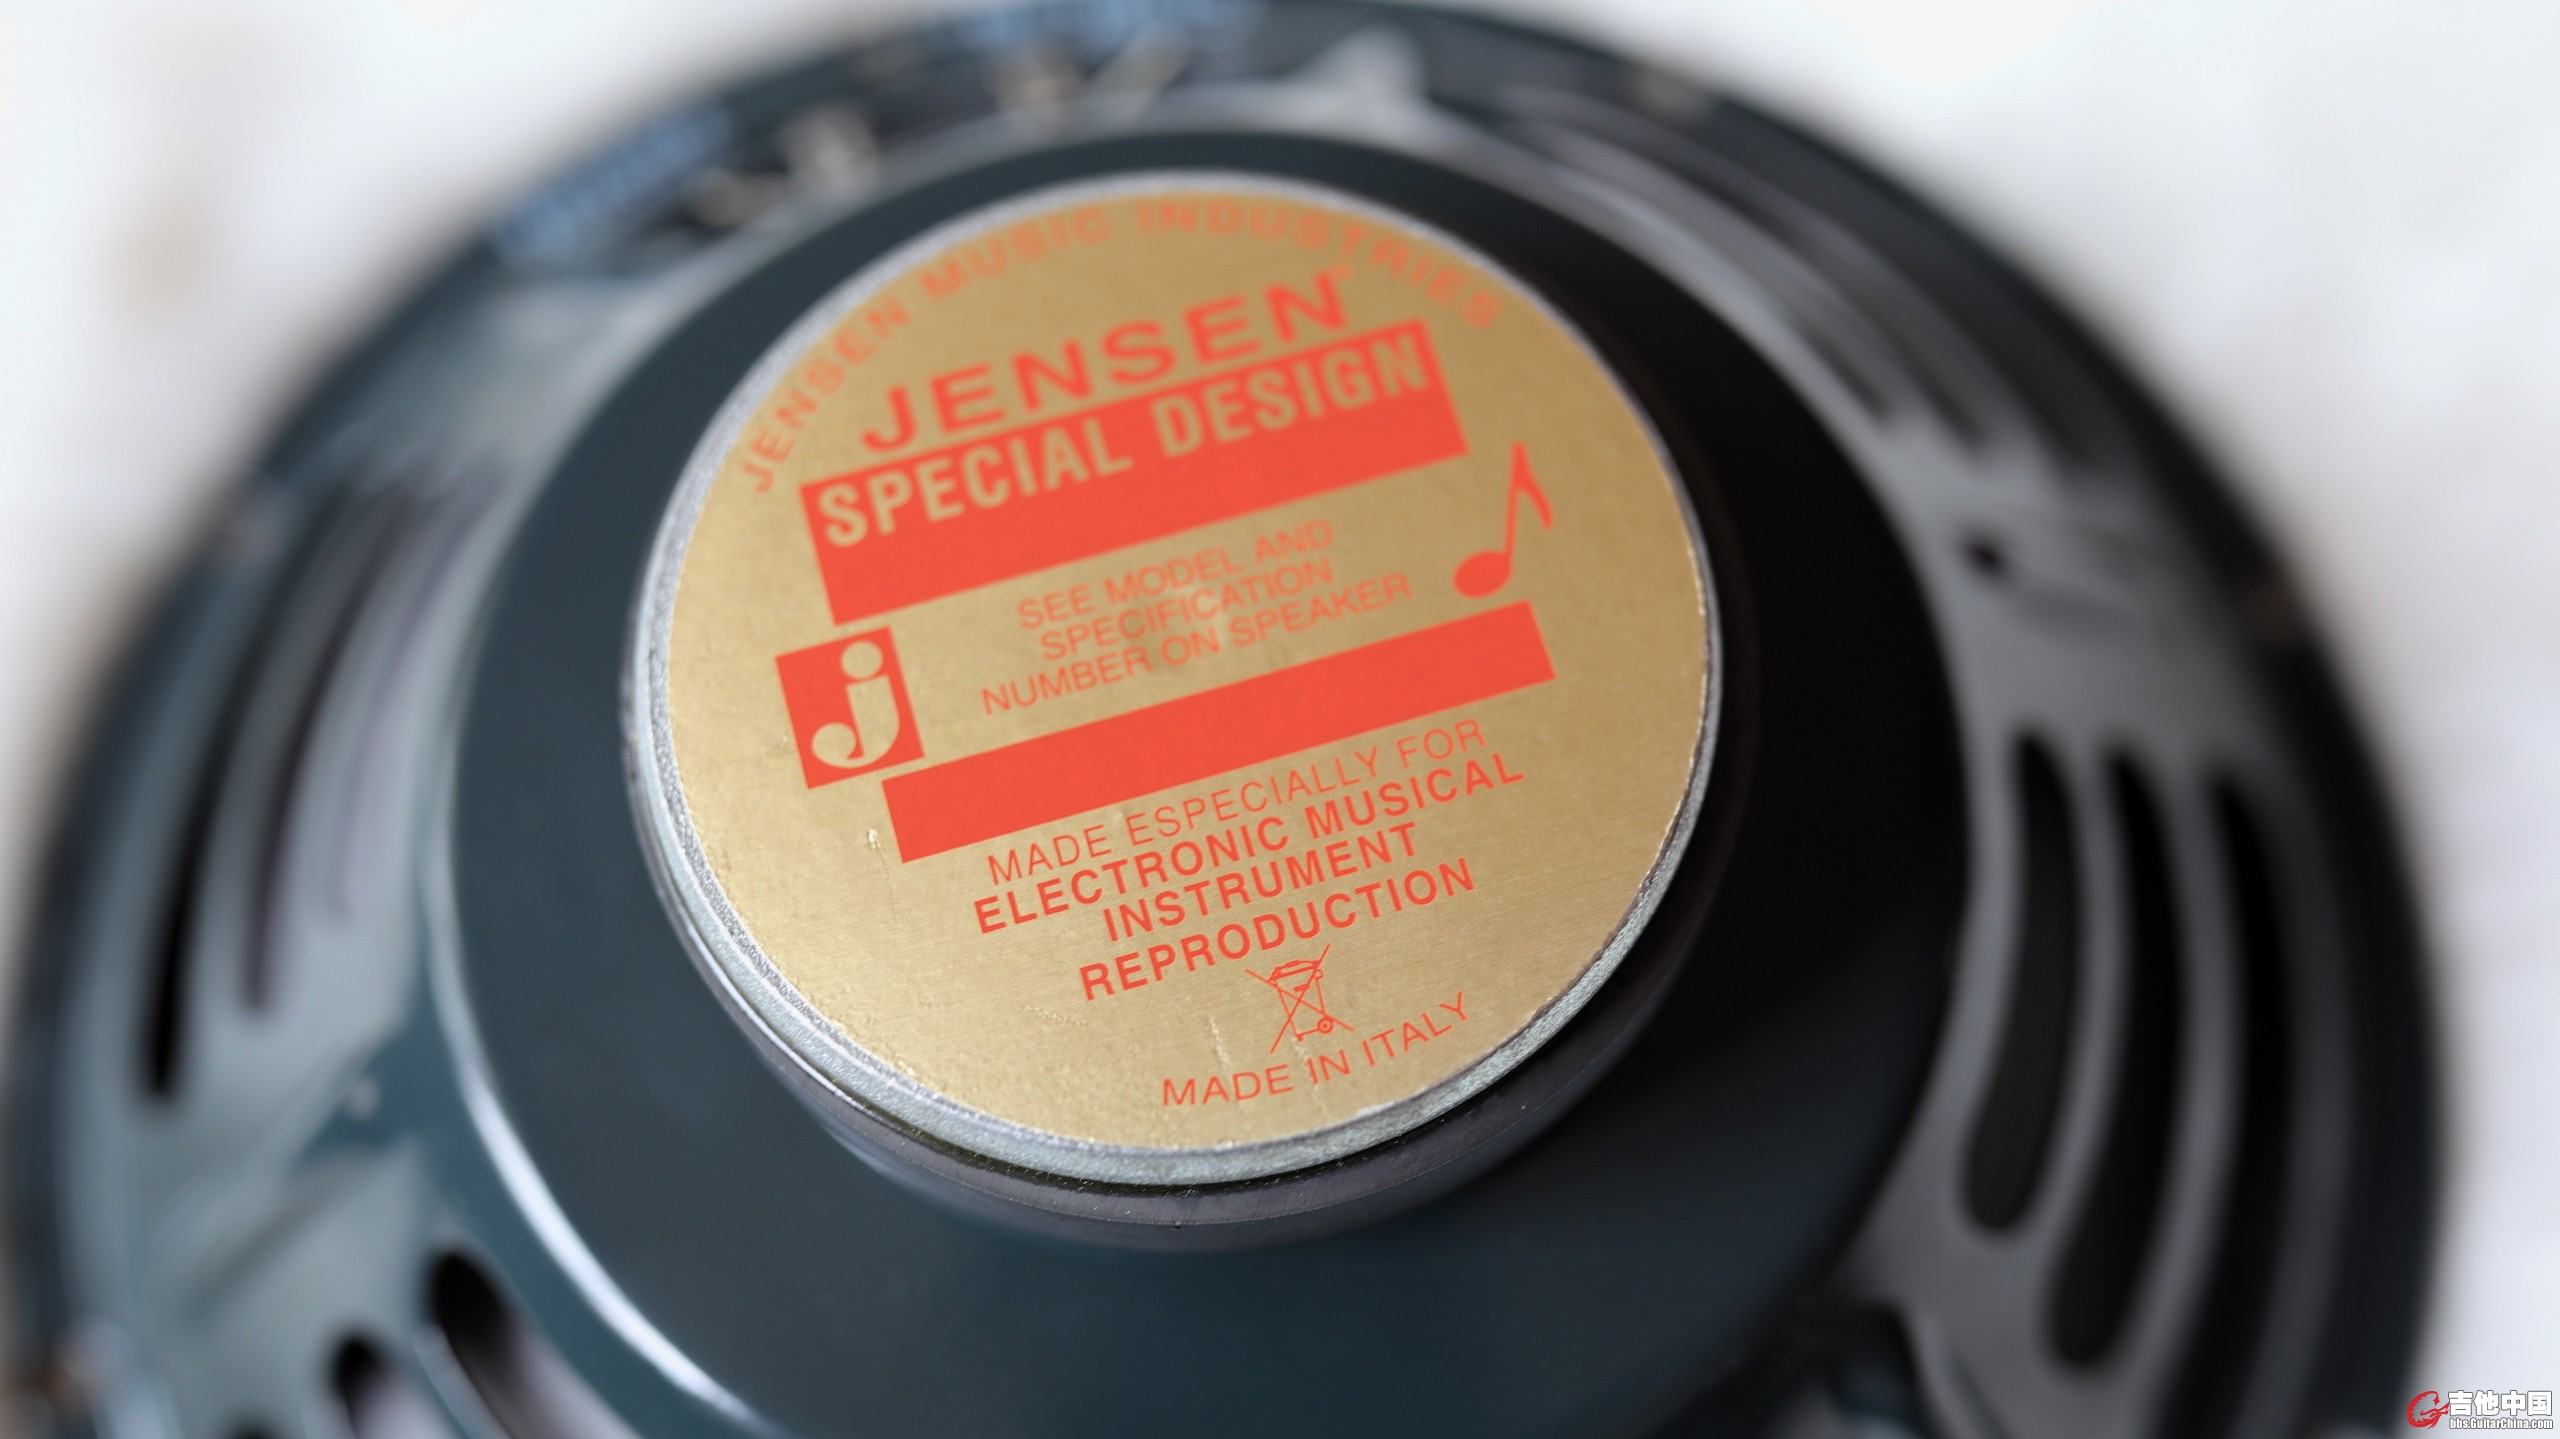 JENSEN MUSIC INDUSTRIES
JENSEN
SPECIAL DESIGN
SEE MODEL AND
SPECIFICATION
NUMBER ON SPEAKER
j
MADE ESPECIALLY FOR
ELECTRONIC MUSICAL
INSTRUMENT
REPRODUCTION
MADE IN ITALY
吉他中国
bbs.GuitarChina.com